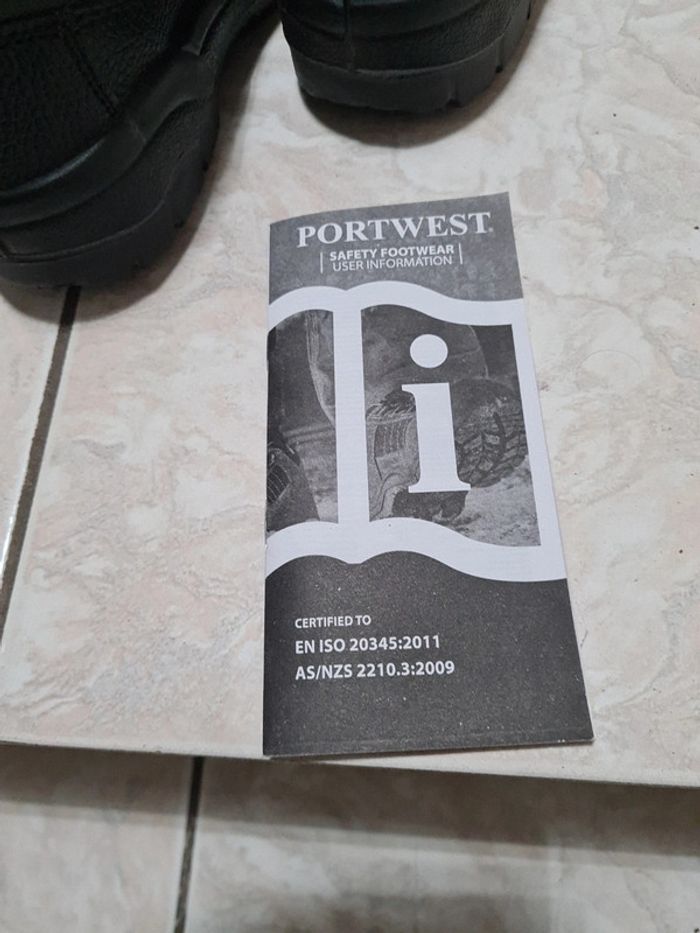 PORTWEST
SAFETY FOOTWEAR
USER INFORMATION
i
CERTIFIED TO
EN ISO 20345:2011
AS/NZS 2210.3:2009